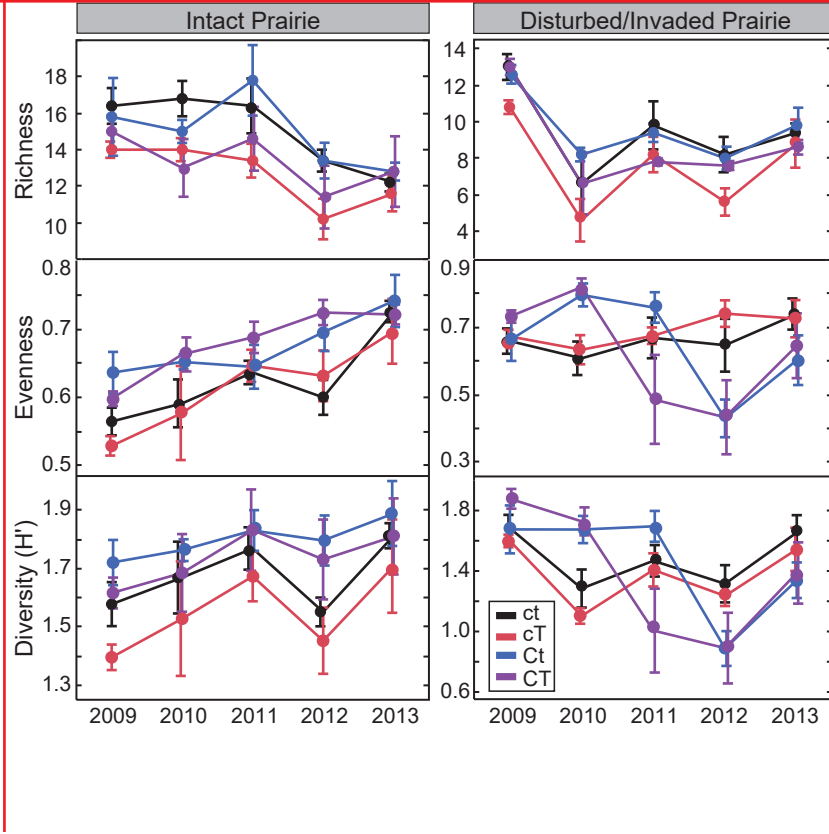 Intact Prairie
Disturbed/Invaded Prairie
Richness
18
16
14
12
10
14
12
10
8
6
4
Evenness
0.8
0.7
0.6
0.5
0.9
0.7
0.5
0.3
Diversity (H')
1.9
1.7
1.5
1.3
1.8
1.4
1.0
0.6
ct
cT
Ct
CT
2009 2010 2011 2012 2013
2009 2010 2011 2012 2013